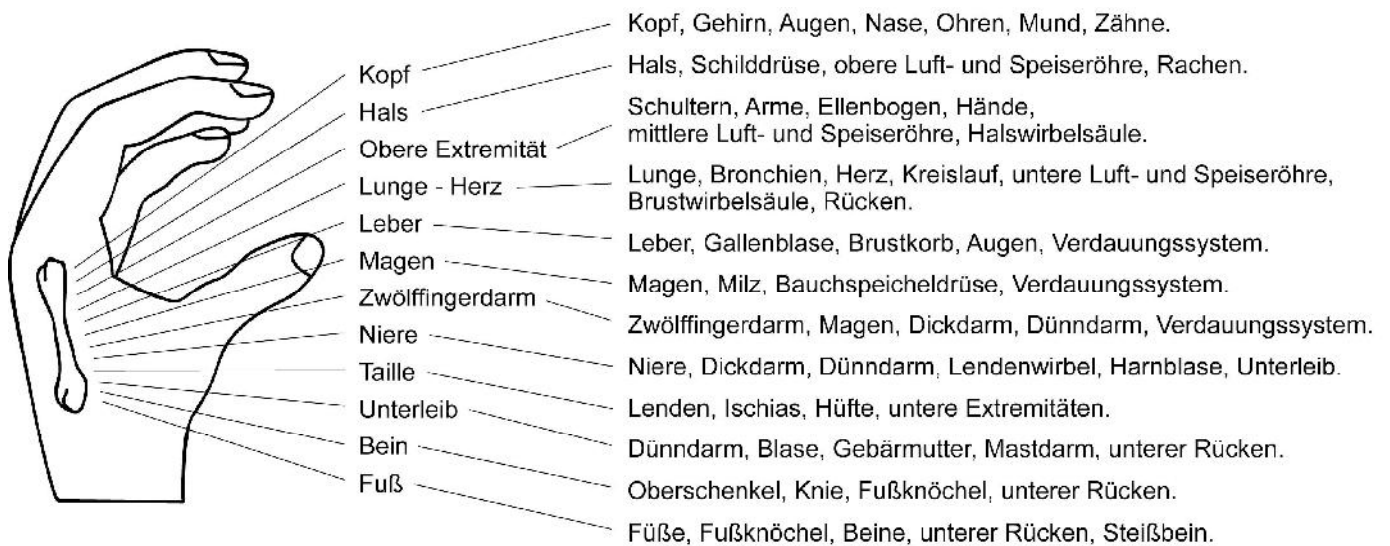 Kopf
Hals
Obere Extremität
Lunge - Herz
Leber
Magen
Zwölffingerdarm
Niere
Taille
Unterleib
Bein
Fuß
Kopf, Gehirn, Augen, Nase, Ohren, Mund, Zähne.
Hals, Schilddrüse, obere Luft- und Speiseröhre, Rachen.
Schultern, Arme, Ellenbogen, Hände,
mittlere Luft- und Speiseröhre, Halswirbelsäule.
Lunge, Bronchien, Herz, Kreislauf, untere Luft- und Speiseröhre,
Brustwirbelsäule, Rücken.
Leber, Gallenblase, Brustkorb, Augen, Verdauungssystem.
Magen, Milz, Bauchspeicheldrüse, Verdauungssystem.
Zwölffingerdarm, Magen, Dickdarm, Dünndarm, Verdauungssystem.
Niere, Dickdarm, Dünndarm, Lendenwirbel, Harnblase, Unterleib.
Lenden, Ischias, Hüfte, untere Extremitäten.
Dünndarm, Blase, Gebärmutter, Mastdarm, unterer Rücken.
Oberschenkel, Knie, Fußknöchel, unterer Rücken.
Füße, Fußknöchel, Beine, unterer Rücken, Steißbein.